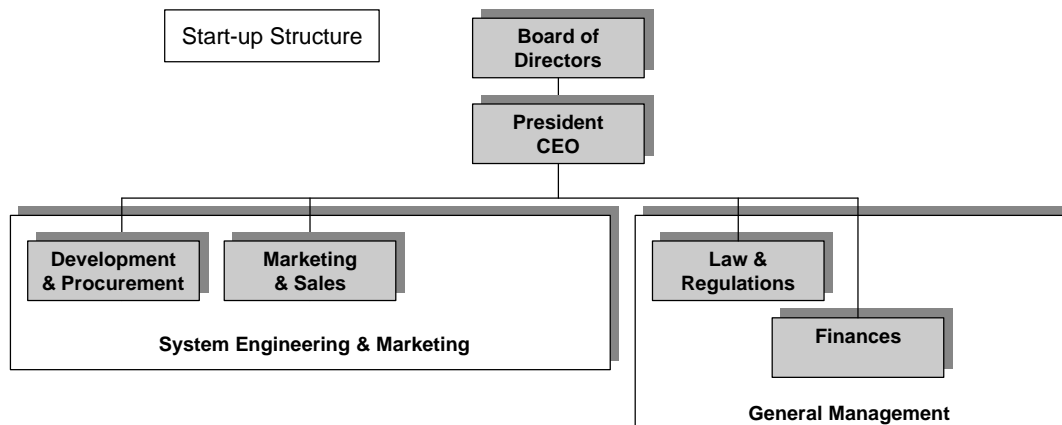 Start-up Structure
Board of
Directors
President
CEO
Development
& Procurement
Marketing
& Sales
System Engineering & Marketing
Law &
Regulations
Finances
General Management